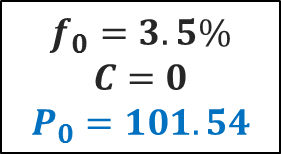 f₀ = 3.5%
C = 0
P₀ = 101.54